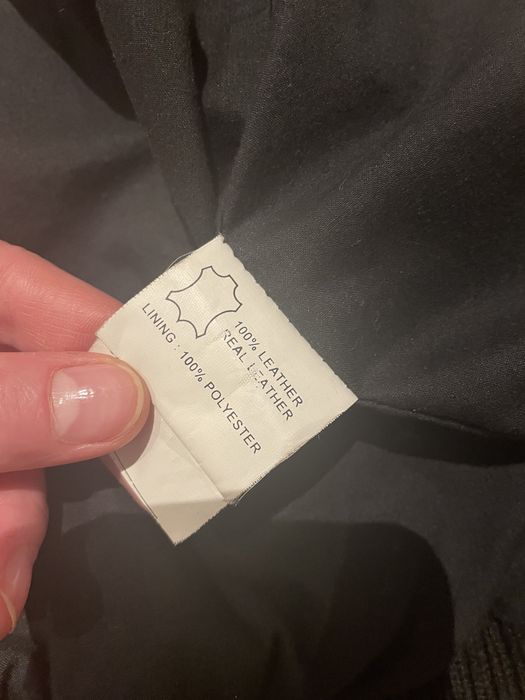 100% LEATHER
REAL LEATHER
LINING : 100% POLYESTER